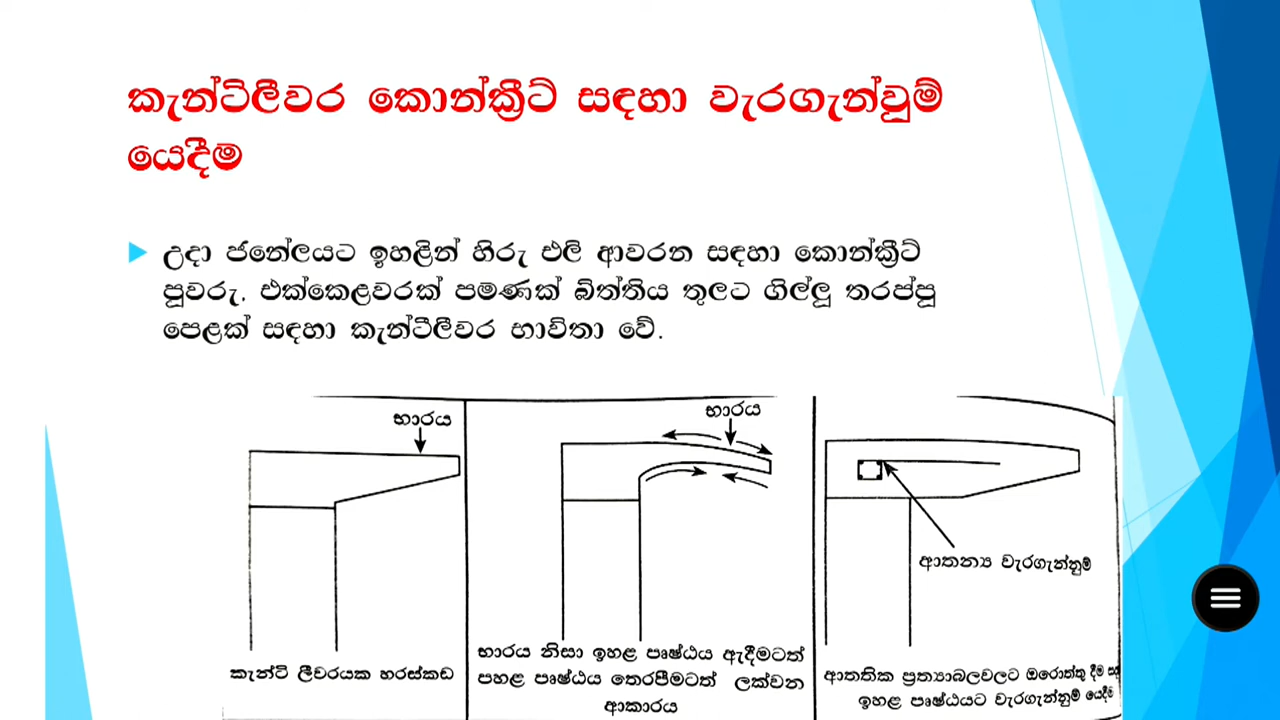 කැන්ටිලීවර කොන්ක්‍රීට් සඳහා වැරගැන්වුම්
යෙදීම
උදා ජනේලයට ඉහළින් හිරු එලි ආවරන සඳහා කොන්ක්‍රීට්
පූවරු, එක්කෙළවරක් පමණක් බිත්තිය තුලට ගිල්ලූ තරප්පූ
පෙළක් සඳහා කැන්ටීලීවර භාවිතා වේ.
භාරය
භාරය
ආතන්‍ය වැරගැන්නුම්
කැන්ටි ලීවරයක හරස්කඩ
භාරය නිසා ඉහළ පෘෂ්ඨය ඇදීමටත්
පහළ පෘෂ්ඨය තෙරපීමටත් ලක්වන
ආකාරය
ආතතික ප්‍රත්‍යාබලවලට ඔරොත්තු දීම
ඉහළ පෘෂ්ඨයට වැරගැන්නුම් යෙදීම